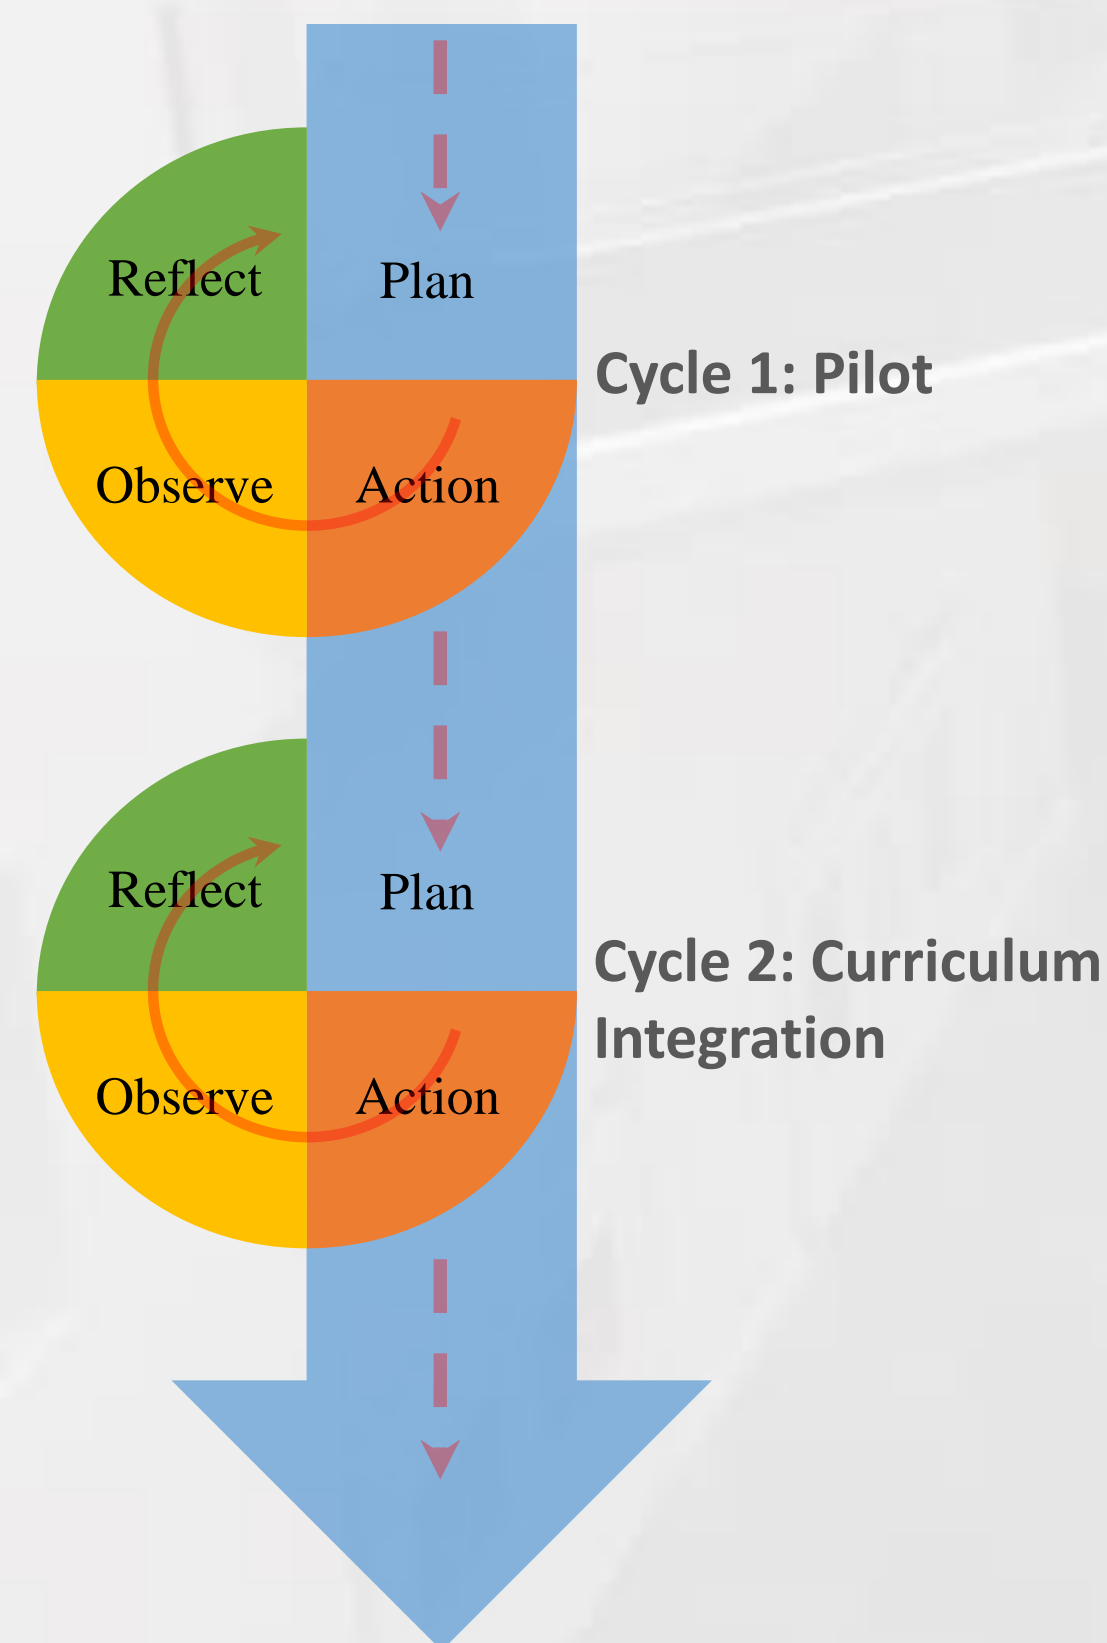 Reflect
Plan
Cycle 1: Pilot
Observe
Action
Reflect
Plan
Cycle 2: Curriculum
Integration
Observe
Action